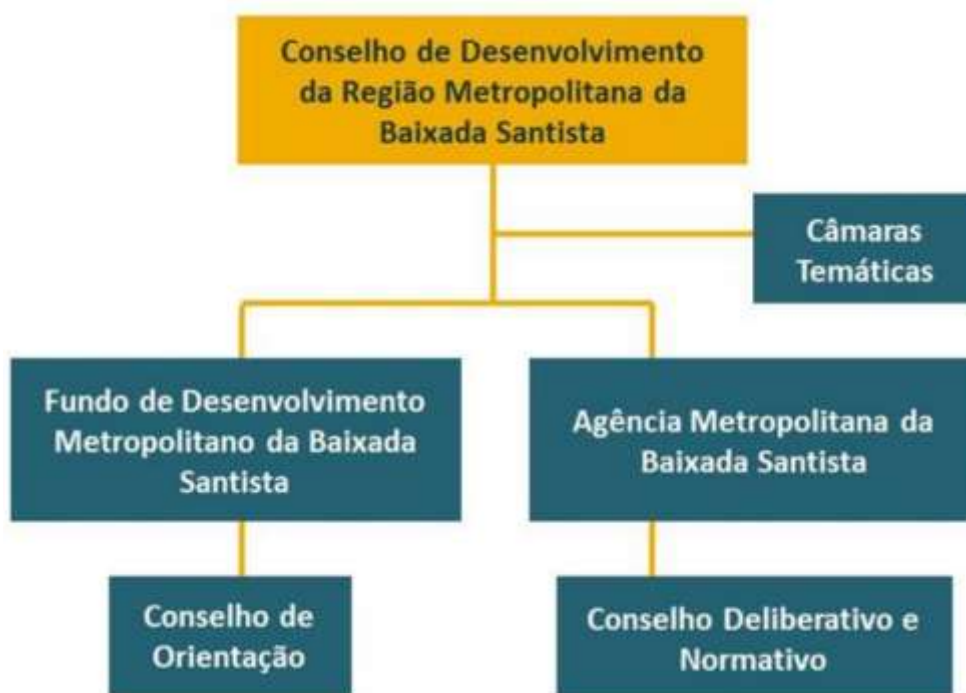 Conselho de Desenvolvimento
da Região Metropolitana da
Baixada Santista
Câmaras
Temáticas
Fundo de Desenvolvimento
Metropolitano da Baixada
Santista
Agência Metropolitana da
Baixada Santista
Conselho de
Orientação
Conselho Deliberativo e
Normativo